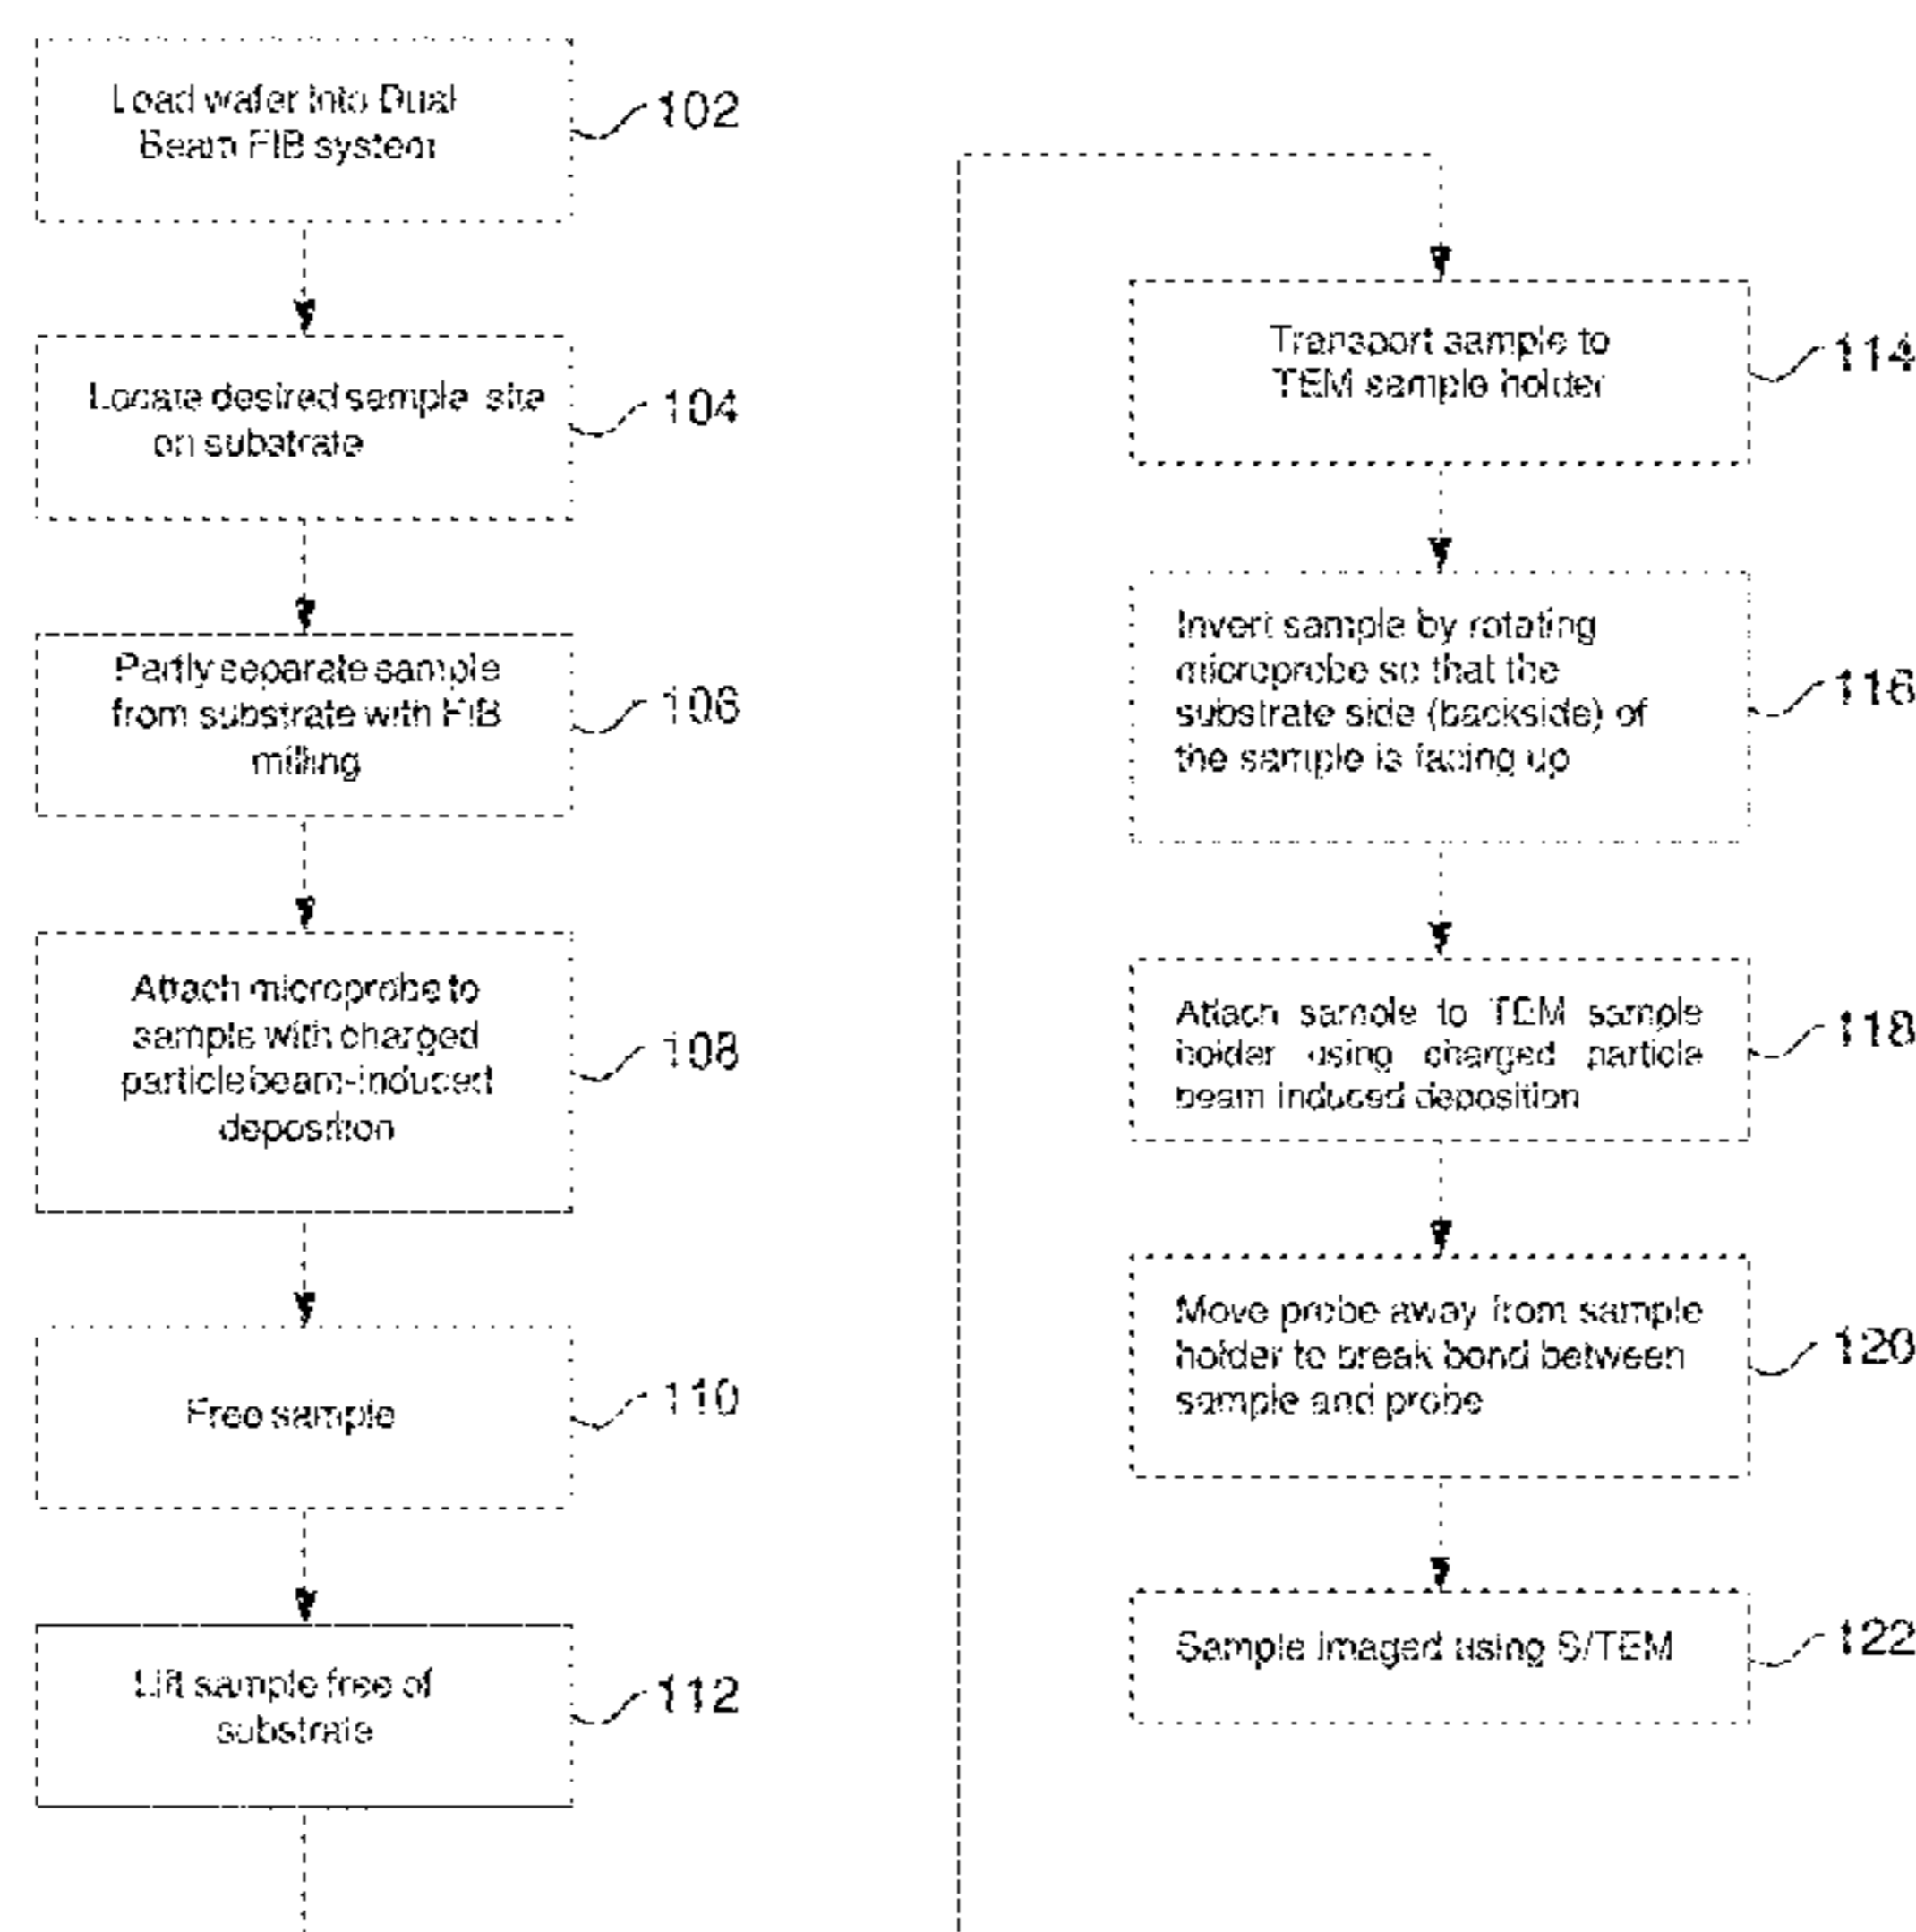 Load wafer into Dual
Beam FIB system
102
Locate desired sample site
on substrate
104
Partly separate sample
from substrate with FIB
milling
106
Attach microprobe to
sample with charged
particle beam-induced
deposition
108
Free sample
110
Lift sample free of
substrate
112
Transport sample to
TEM sample holder
114
Invert sample by rotating
microprobe so that the
substrate side (backside) of
the sample is facing up
116
Attach sample to TEM sample
holder using charged particle
beam induced deposition
118
Move probe away from sample
holder to break bond between
sample and probe
120
Sample imaged using S/TEM
122